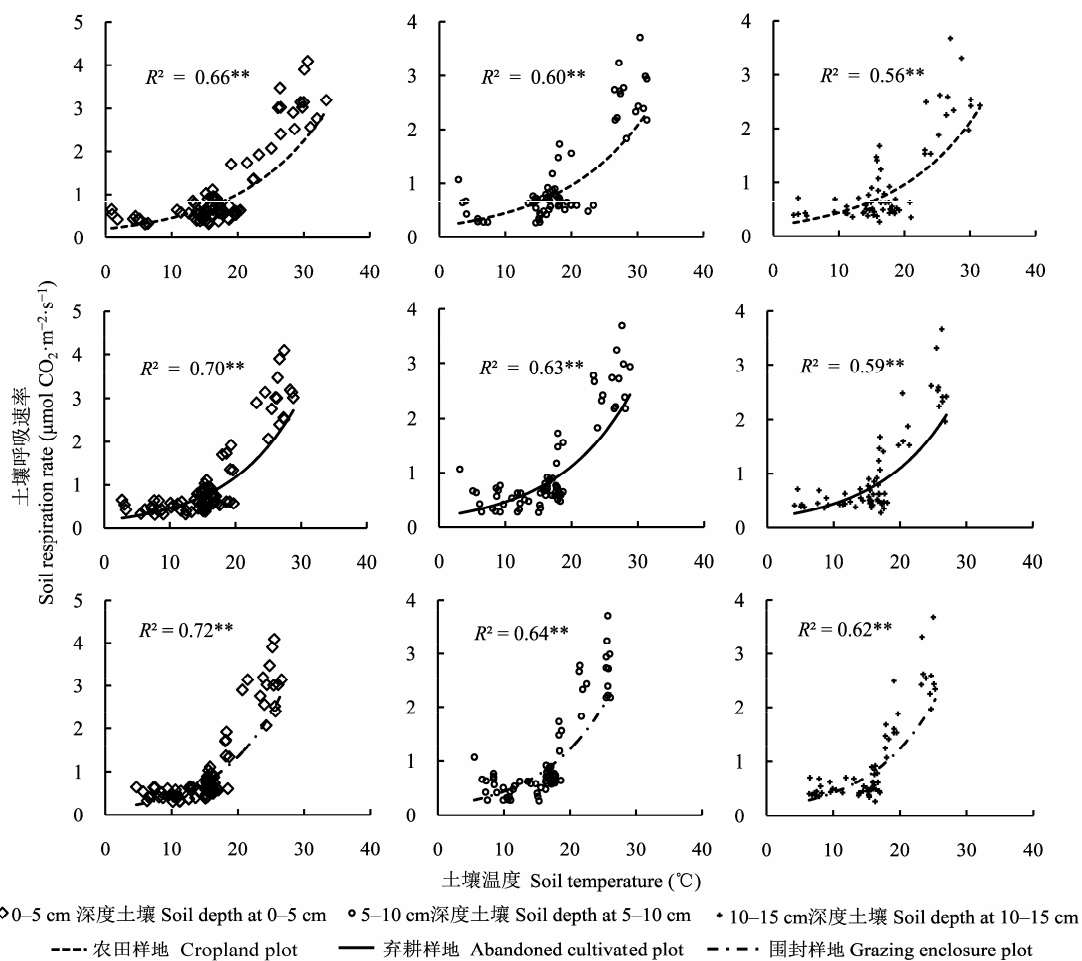 土壤呼吸速率
Soil respiration rate (μmol CO₂·m⁻²·s⁻¹)
5
4
3
2
1
0
R² = 0.66**
0 10 20 30 40
4
3
2
1
0
R² = 0.60**
0 10 20 30 40
4
3
2
1
0
R² = 0.56**
0 10 20 30 40
5
4
3
2
1
0
R² = 0.70**
0 10 20 30 40
4
3
2
1
0
R² = 0.63**
0 10 20 30 40
4
3
2
1
0
R² = 0.59**
0 10 20 30 40
5
4
3
2
1
0
R² = 0.72**
0 10 20 30 40
4
3
2
1
0
R² = 0.64**
0 10 20 30 40
4
3
2
1
0
R² = 0.62**
0 10 20 30 40
土壤温度 Soil temperature (℃)
0–5 cm 深度土壤 Soil depth at 0–5 cm 5–10 cm深度土壤 Soil depth at 5–10 cm 10–15 cm深度土壤 Soil depth at 10–15 cm
农田样地 Cropland plot 弃耕样地 Abandoned cultivated plot 围封样地 Grazing enclosure plot